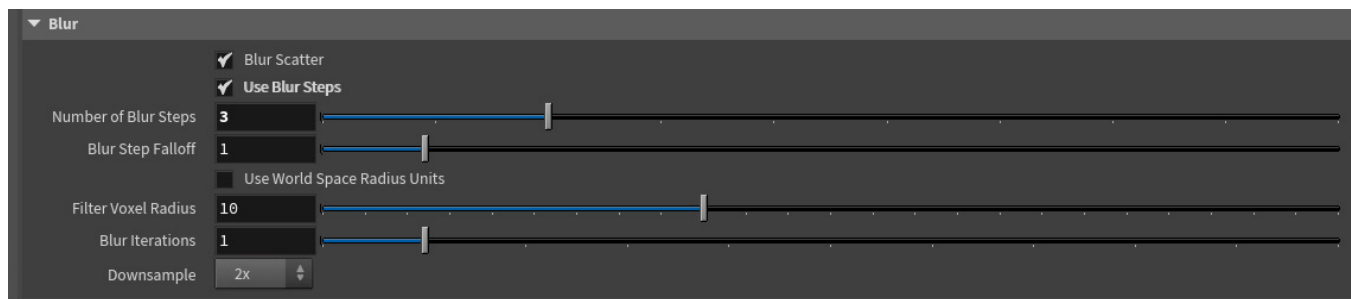 Blur
Blur Scatter
Use Blur Steps
Number of Blur Steps 3
Blur Step Falloff 1
Use World Space Radius Units
Filter Voxel Radius 10
Blur Iterations 1
Downsample 2x